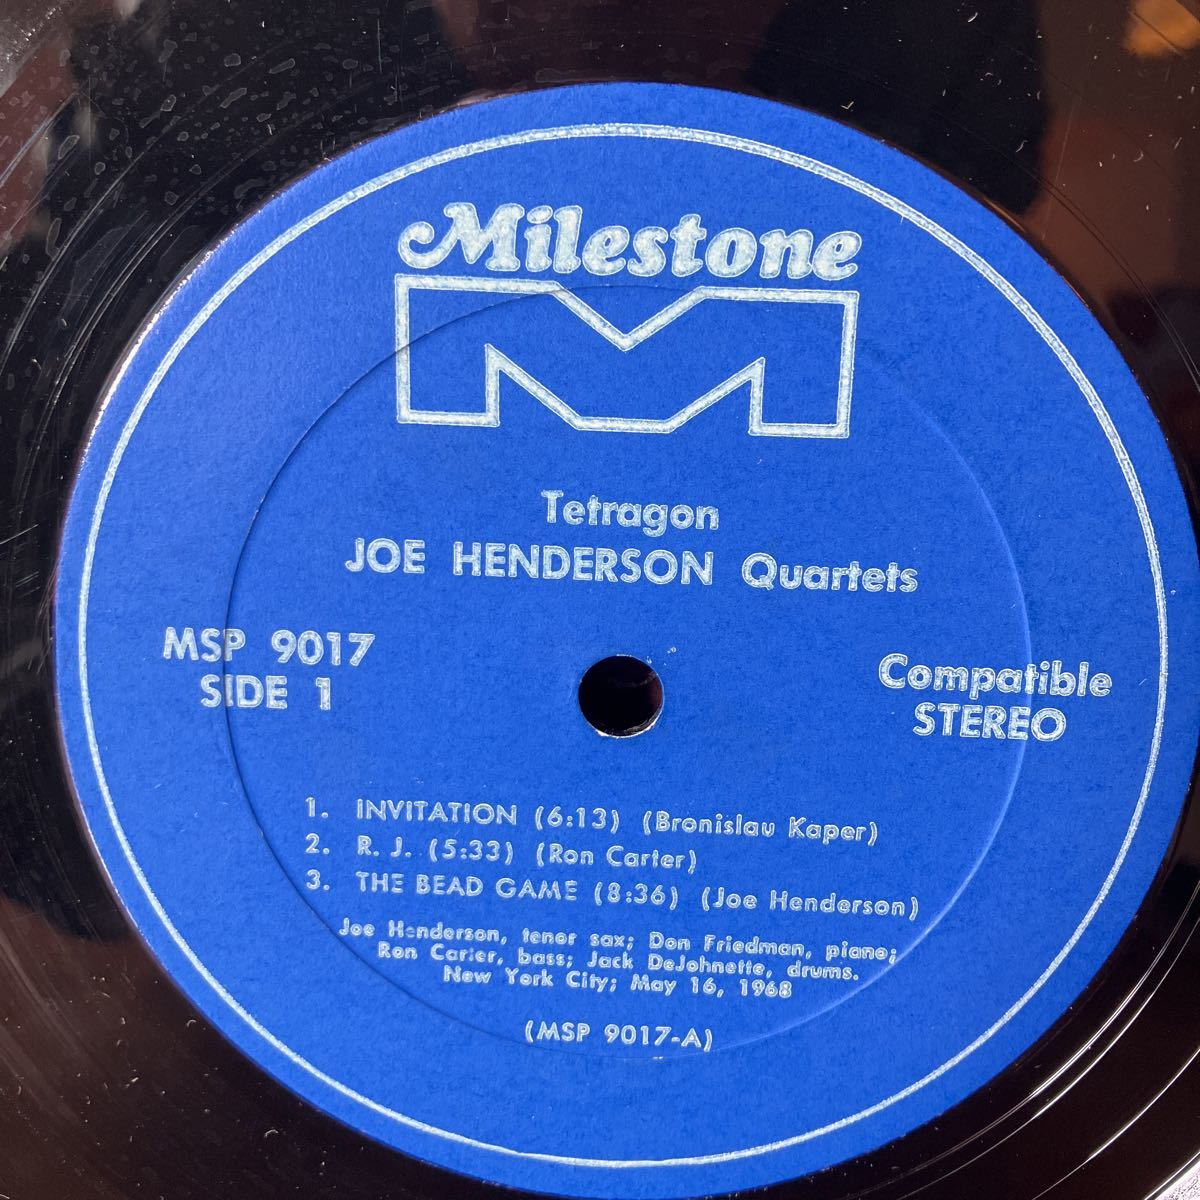 Milestone
Tetragon
JOE HENDERSON Quartets
MSP 9017
SIDE 1
Compatible
STEREO
1. INVITATION (6:13) (Bronislau Kaper)
2. R. J. (5:33) (Ron Carter)
3. THE BEAD GAME (8:36) (Joe Henderson)
Joe Henderson, tenor sax; Don Friedman, piano;
Ron Carter, bass; Jack DeJohnette, drums.
New York City; May 16, 1968
(MSP 9017-A)